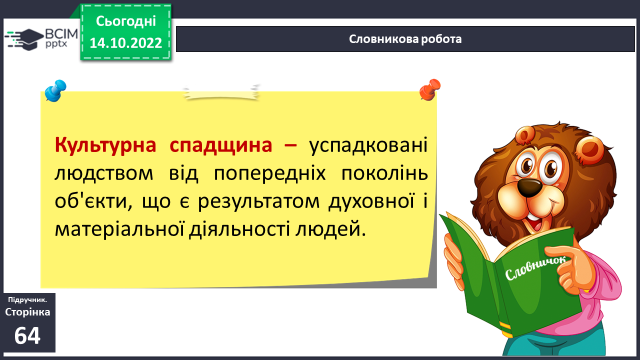 Сьогодні
14.10.2022
BCIM
pptx
Словникова робота
Культурна спадщина – успадковані
людством від попередніх поколінь
об'єкти, що є результатом духовної і
матеріальної діяльності людей.
Словничок
Підручник.
Сторінка
64